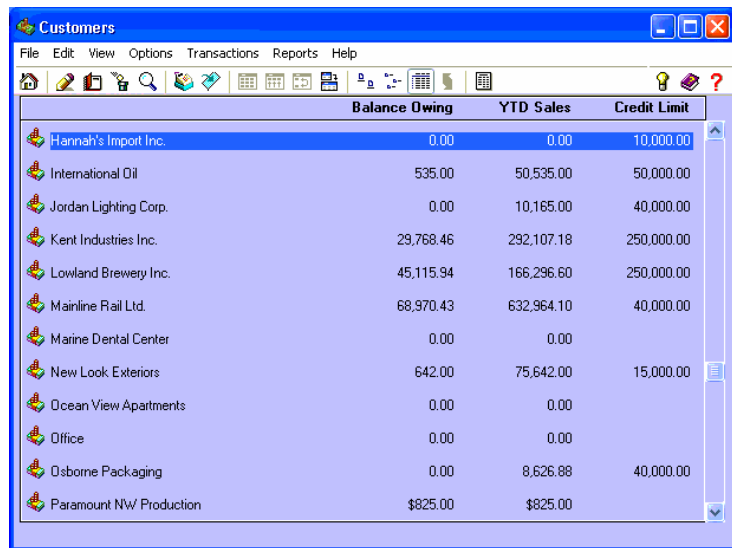 Customers
File Edit View Options Transactions Reports Help
Balance Owing YTD Sales Credit Limit
Hannah's Import Inc. 0.00 0.00 10,000.00
International Oil 535.00 50,535.00 50,000.00
Jordan Lighting Corp. 0.00 10,165.00 40,000.00
Kent Industries Inc. 29,768.46 292,107.18 250,000.00
Lowland Brewery Inc. 45,115.94 166,296.60 250,000.00
Mainline Rail Ltd. 68,970.43 632,964.10 40,000.00
Marine Dental Center 0.00 0.00
New Look Exteriors 642.00 75,642.00 15,000.00
Ocean View Apartments 0.00 0.00
Office 0.00 0.00
Osborne Packaging 0.00 8,626.88 40,000.00
Paramount NW Production $825.00 $825.00